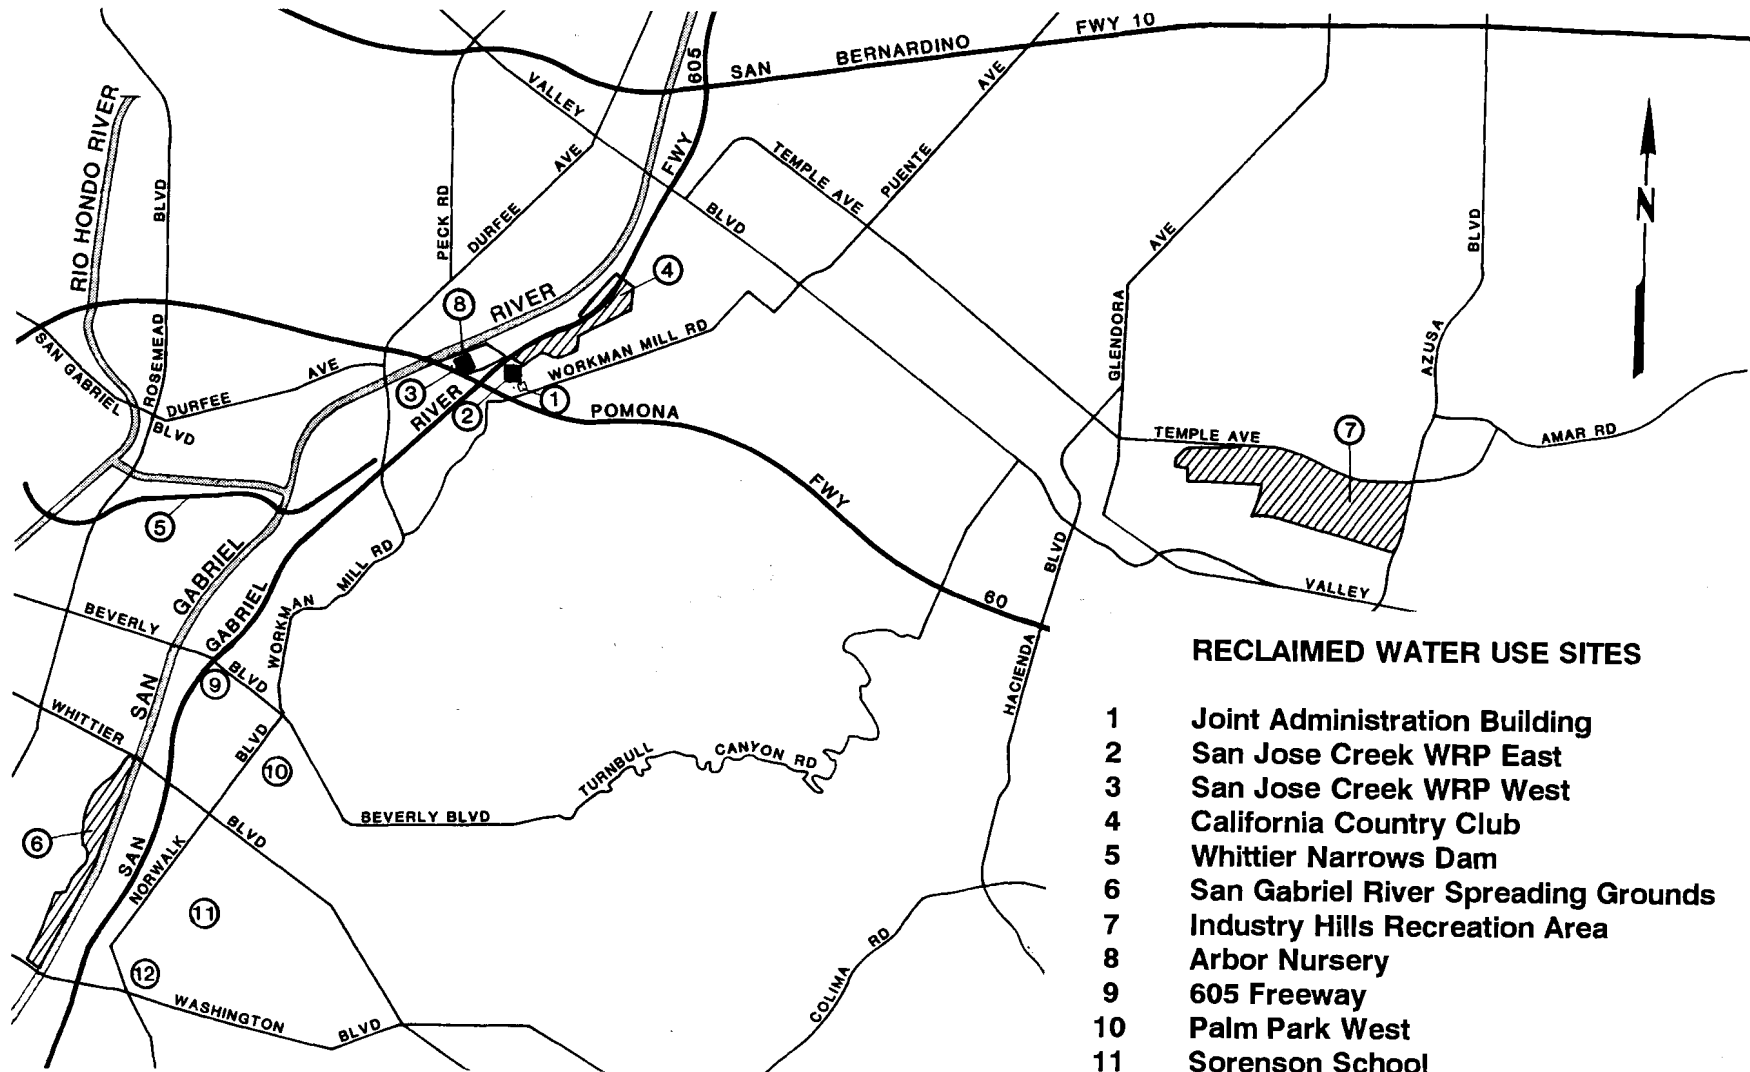 FWY 10
BERNARDINO
SAN
605
FWY
VALLEY
BLVD
AVE
PUENTE
TEMPLE AVE
RIO HONDO RIVER
BLVD
ROSEMEAD
PECK RD
AVE
DURFEE
AVE
GLENDORA
BLVD
AZUSA
N
4
8
RIVER
SAN GABRIEL
BLVD
AVE
DURFEE
3
RIVER
2
1
WORKMAN MILL RD
POMONA
FWY
60
TEMPLE AVE
7
AMAR RD
5
GABRIEL
SAN
GABRIEL
SAN
MILL RD
WORKMAN
BEVERLY
BLVD
9
WHITTIER
BLVD
BLVD
NORWALK
10
TURNBULL
CANYON RD
BEVERLY BLVD
BLVD
HACIENDA
VALLEY
6
11
12
WASHINGTON
BLVD
COLIMA
RD
RECLAIMED WATER USE SITES
1 Joint Administration Building
2 San Jose Creek WRP East
3 San Jose Creek WRP West
4 California Country Club
5 Whittier Narrows Dam
6 San Gabriel River Spreading Grounds
7 Industry Hills Recreation Area
8 Arbor Nursery
9 605 Freeway
10 Palm Park West
11 Sorenson School